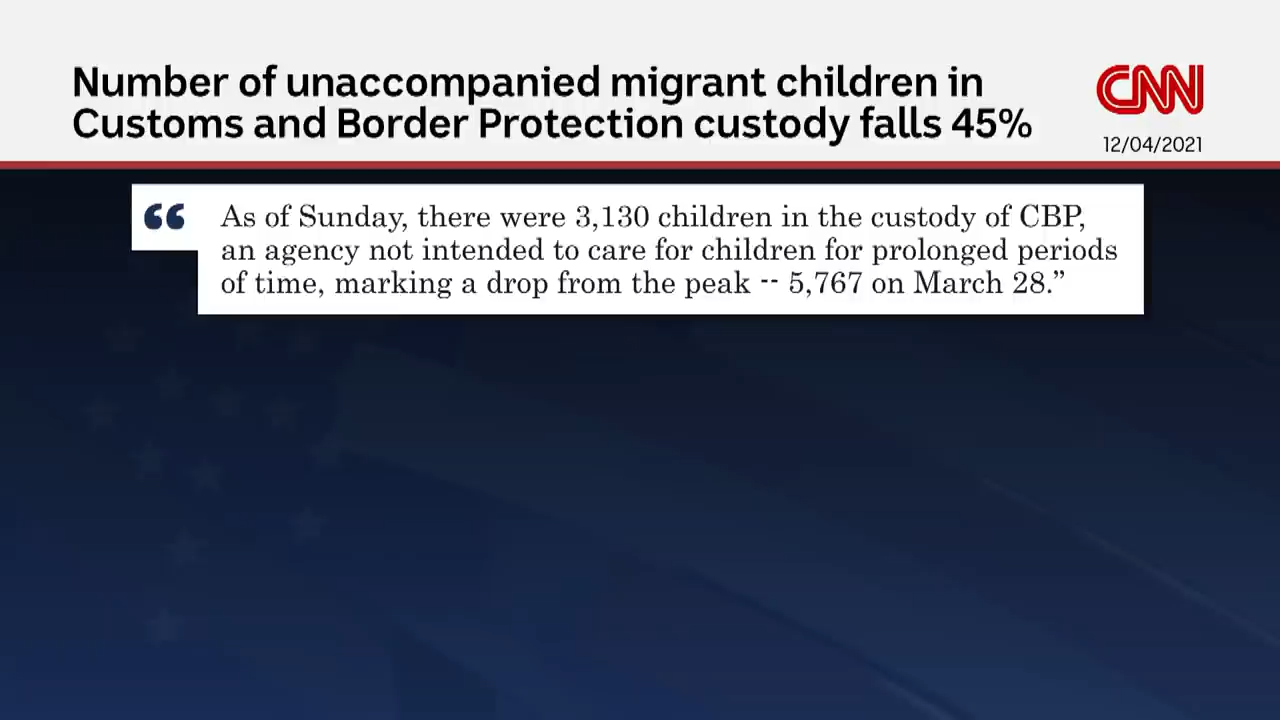 Number of unaccompanied migrant children in
Customs and Border Protection custody falls 45%
CNN
12/04/2021
“ As of Sunday, there were 3,130 children in the custody of CBP,
an agency not intended to care for children for prolonged periods
of time, marking a drop from the peak -- 5,767 on March 28.”